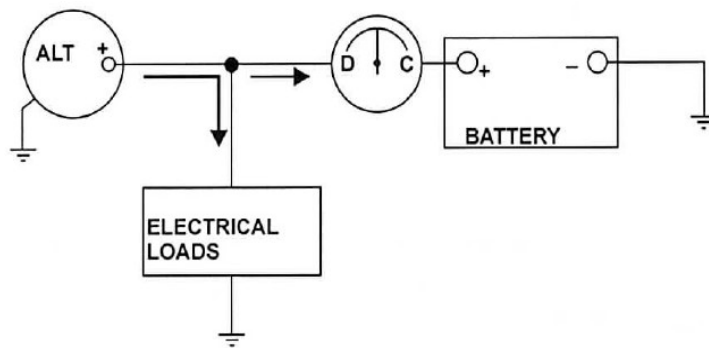 ALT +
D C
+ −
BATTERY
ELECTRICAL
LOADS